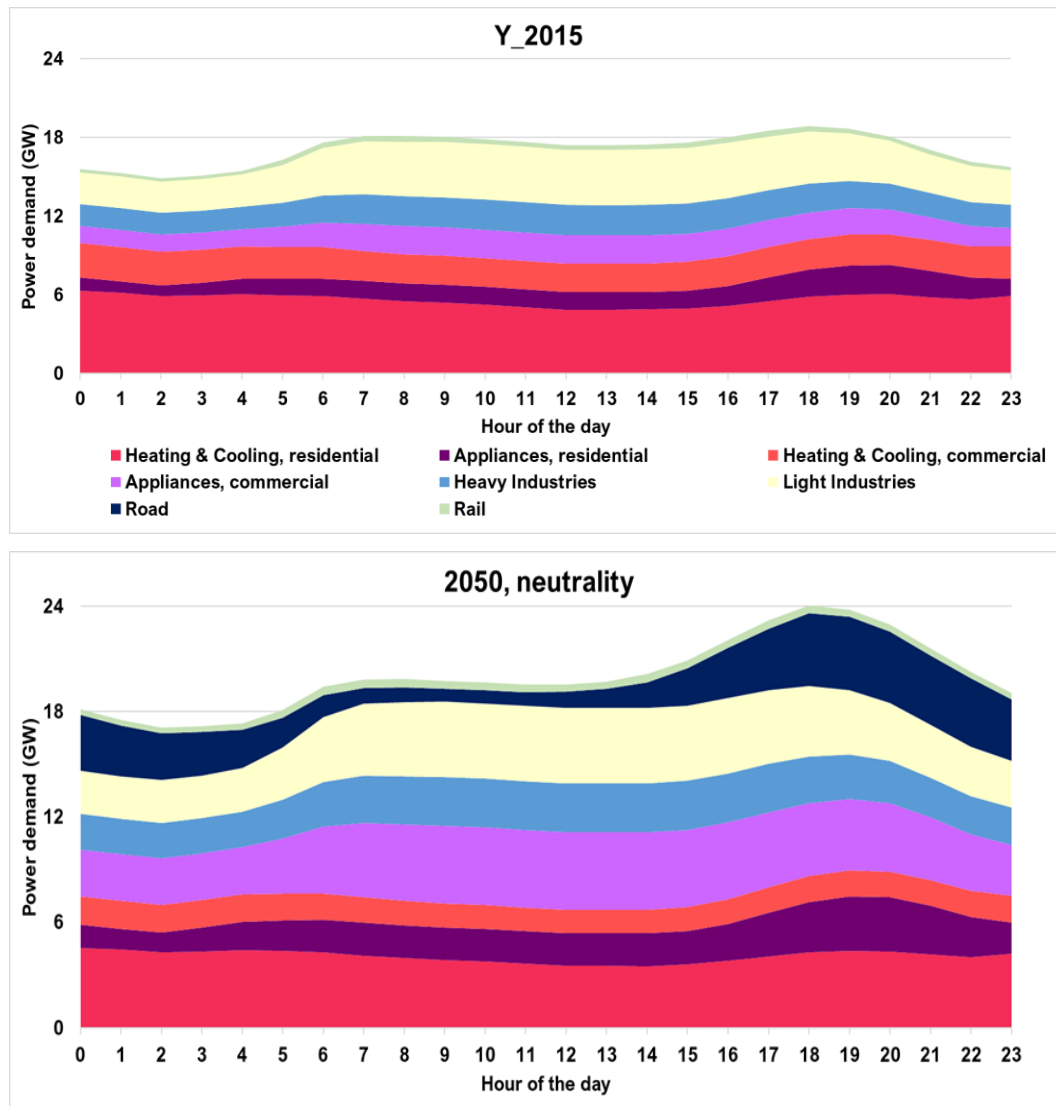 Y_2015
24
18
12
6
0
Power demand (GW)
0 1 2 3 4 5 6 7 8 9 10 11 12 13 14 15 16 17 18 19 20 21 22 23
Hour of the day
Heating & Cooling, residential Appliances, residential Heating & Cooling, commercial
Appliances, commercial Heavy Industries Light Industries
Road Rail
2050, neutrality
24
18
12
6
0
Power demand (GW)
0 1 2 3 4 5 6 7 8 9 10 11 12 13 14 15 16 17 18 19 20 21 22 23
Hour of the day